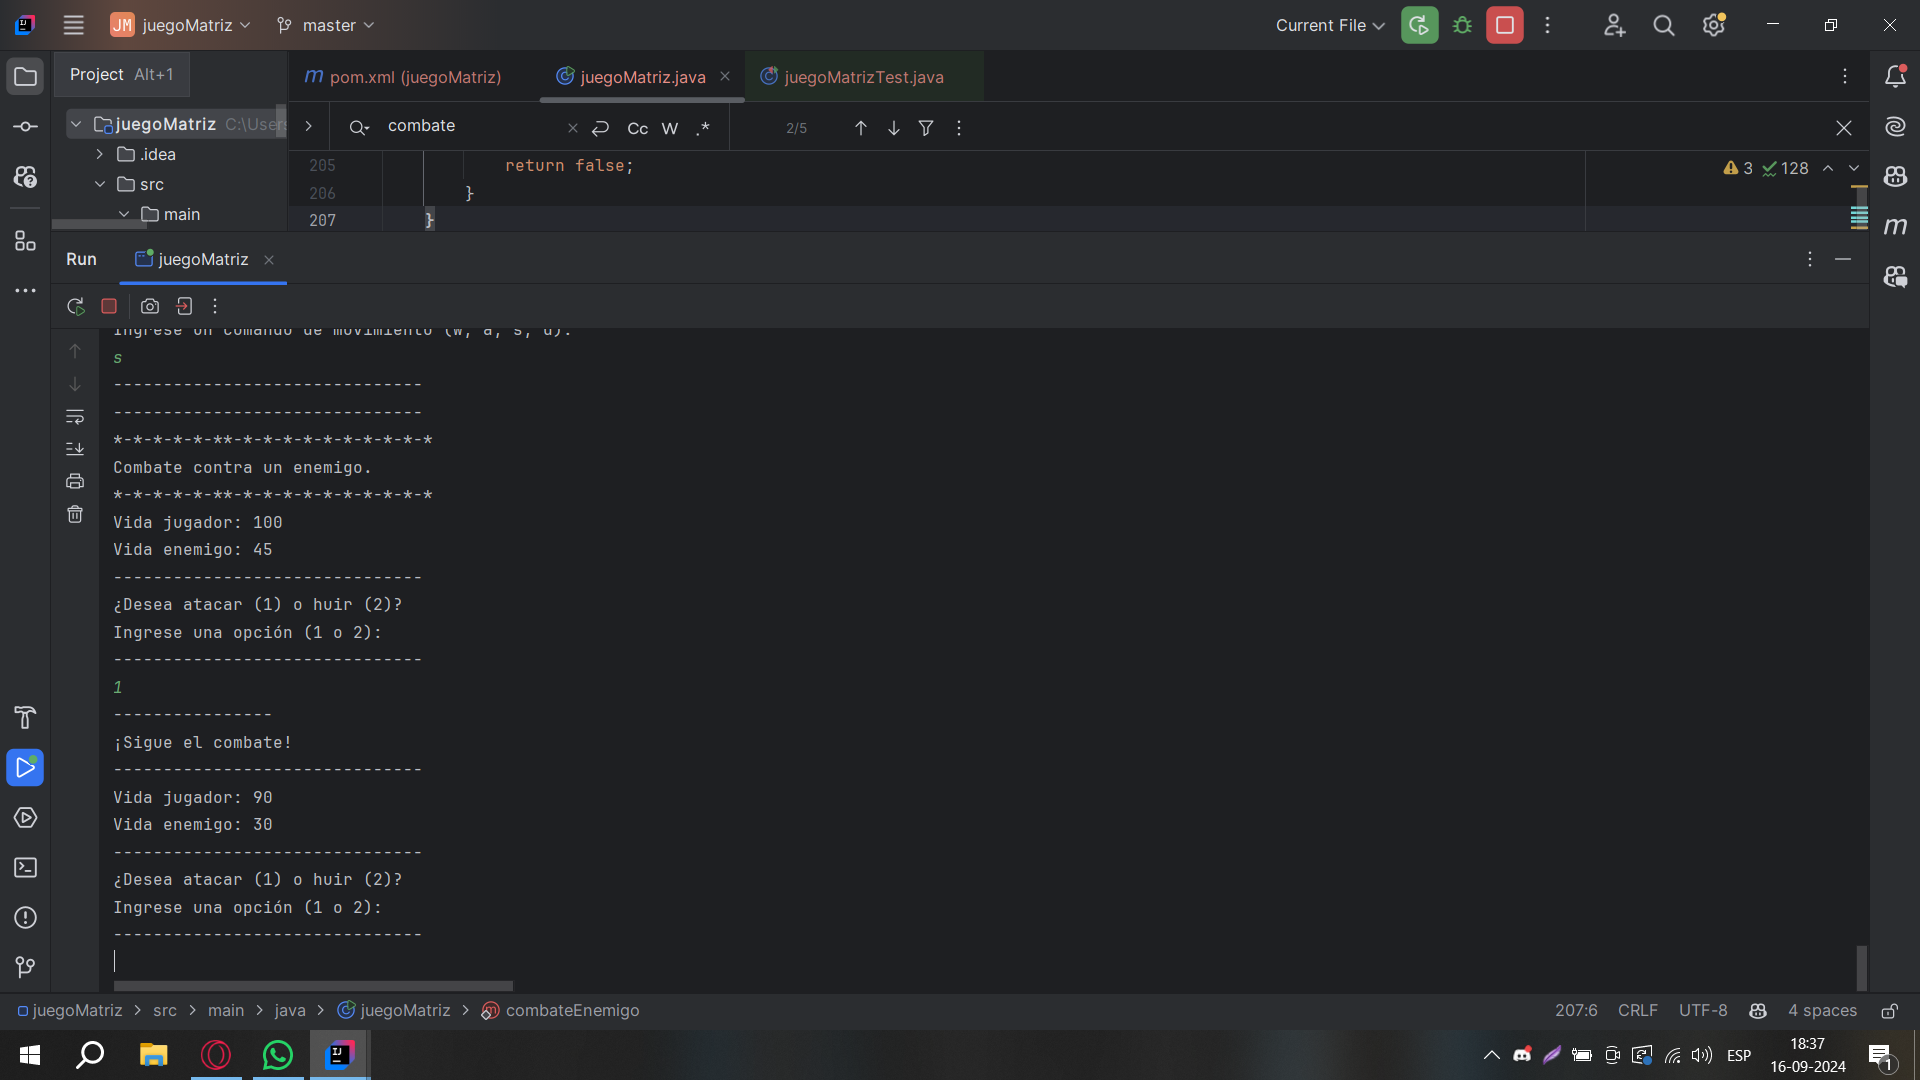 JM juegoMatriz master Current File
Project Alt+1
m pom.xml (juegoMatriz) juegoMatriz.java juegoMatrizTest.java
juegoMatriz C:\Users
combate Cc W .* 2/5
.idea
src
main
205 return false;
206 }
207 }
3 128
Run juegoMatriz
Ingrese un comando de movimiento (w, a, s, d):
s
-------------------------------
-------------------------------
*-*-*-*-*-**-*-*-*-*-*-*-*-*-*-*
Combate contra un enemigo.
*-*-*-*-*-**-*-*-*-*-*-*-*-*-*-*
Vida jugador: 100
Vida enemigo: 45
-------------------------------
¿Desea atacar (1) o huir (2)?
Ingrese una opción (1 o 2):
-------------------------------
1
----------------
¡Sigue el combate!
-------------------------------
Vida jugador: 90
Vida enemigo: 30
-------------------------------
¿Desea atacar (1) o huir (2)?
Ingrese una opción (1 o 2):
-------------------------------
juegoMatriz > src > main > java > juegoMatriz > combateEnemigo
207:6 CRLF UTF-8 4 spaces
ESP
18:37
16-09-2024
1